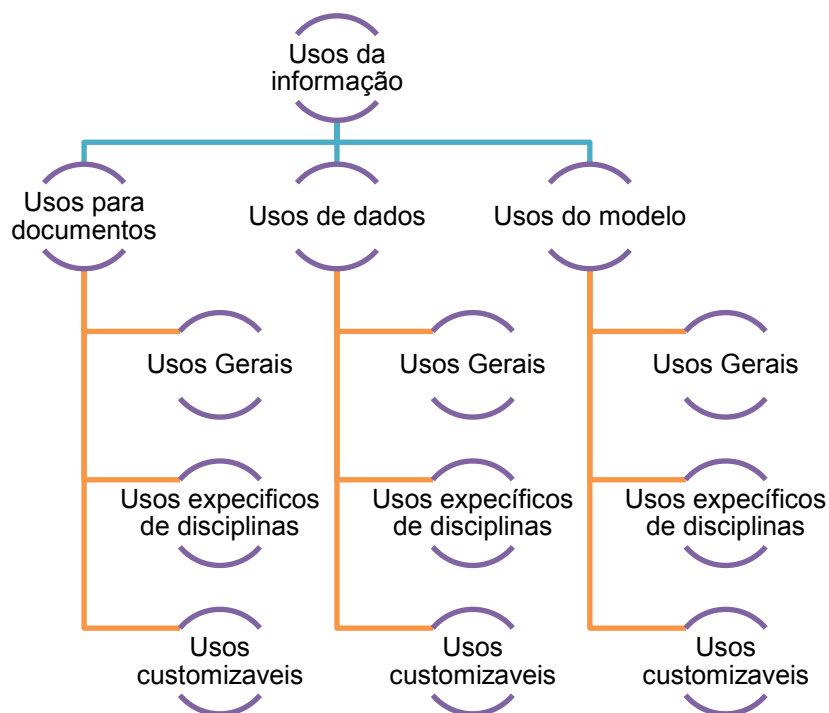 Usos da
informação
Usos para
documentos
Usos de dados
Usos do modelo
Usos Gerais
Usos Gerais
Usos Gerais
Usos expecificos
de disciplinas
Usos expecíficos
de disciplinas
Usos expecíficos
de disciplinas
Usos
customizaveis
Usos
customizaveis
Usos
customizaveis